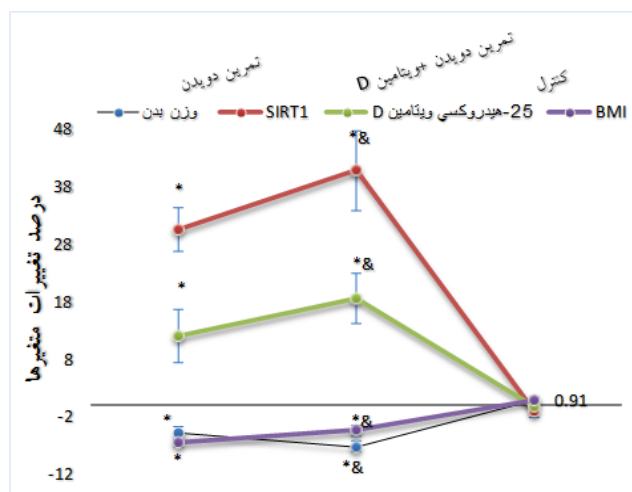 تمرین دویدن
تمرین دویدن +ویتامین D
کنترل
وزن بدن
SIRT1
25-هیدروکسي ویتامین D
BMI
درصد تغییرات متغیرها
48
38
28
18
8
-2
-12
*
*&
*
*&
*
*&
*
*&
0.91